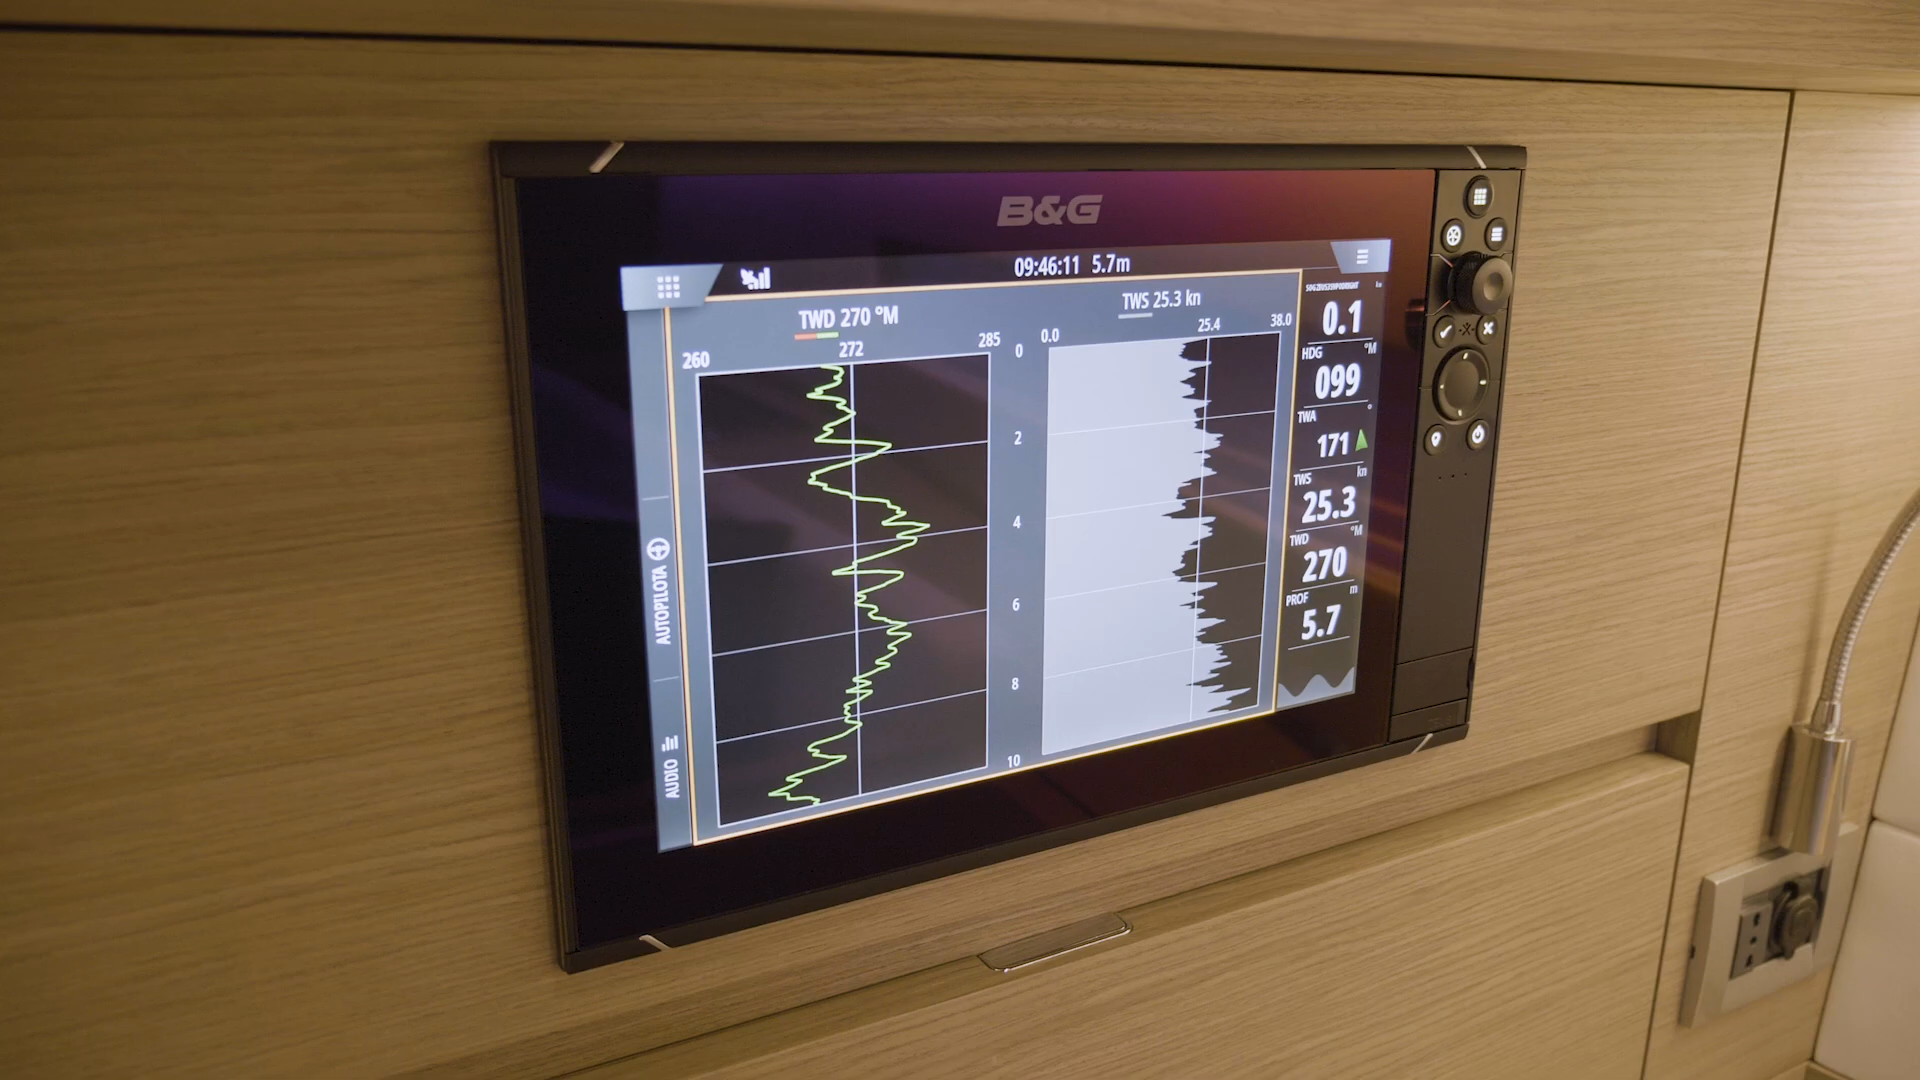 B&G
09:46:11 5.7m
TWD 270 °M
260 272 285
TWS 25.3 kn
0.0 25.4 38.0
0
2
4
6
8
10
0.1
HDG °M
099
TWA °
171
TWS kn
25.3
TWD °M
270
PROF m
5.7
AUTOPILOTA
AUDIO